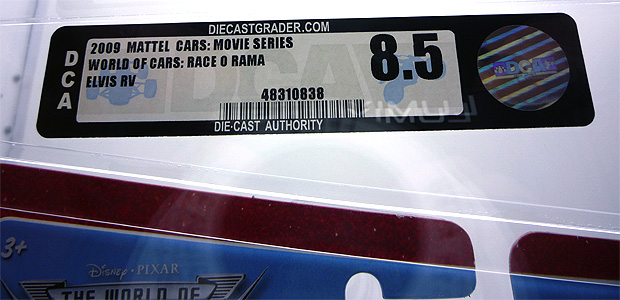 DIECASTGRADER.COM
DCA
2009 MATTEL CARS: MOVIE SERIES
WORLD OF CARS: RACE O RAMA
ELVIS RV
8.5
48310838
DIE-CAST AUTHORITY
DCA
3+
DISNEY · PIXAR
THE WORLD OF